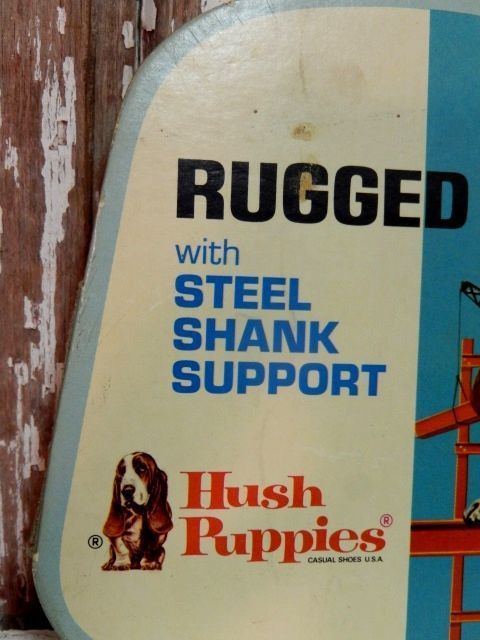 RUGGED
with
STEEL
SHANK
SUPPORT
® Hush
Puppies®
CASUAL SHOES U.S.A.